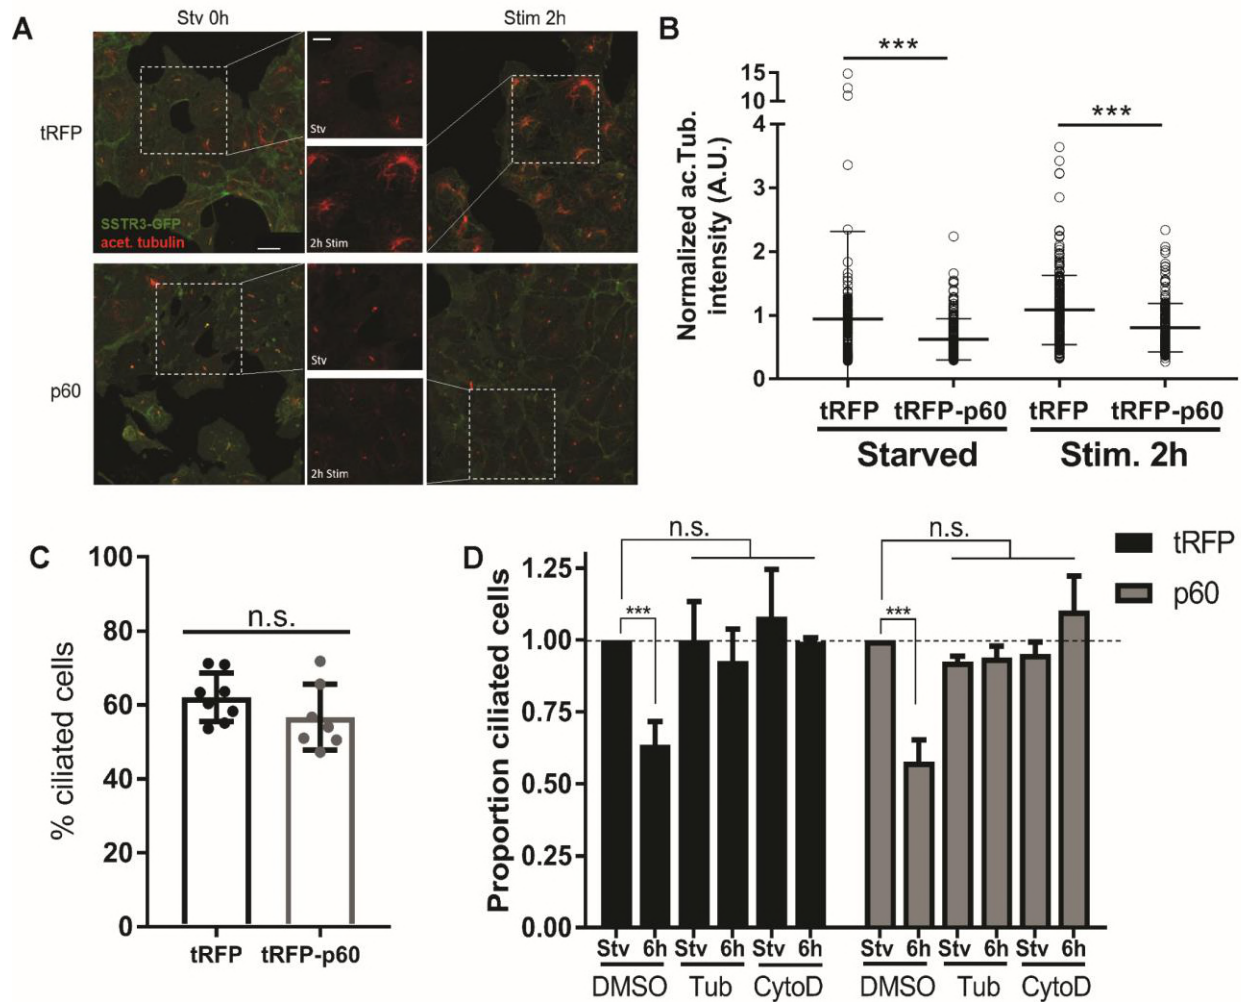 A
Stv 0h
Stim 2h
tRFP
Stv
2h Stim
SSTR3-GFP
acet. tubulin
p60
Stv
2h Stim
B
***
***
Normalized ac.Tub.
intensity (A.U.)
15
10
5
4
3
2
1
0
tRFP tRFP-p60 tRFP tRFP-p60
Starved Stim. 2h
C
n.s.
% ciliated cells
100
80
60
40
20
0
tRFP tRFP-p60
D
n.s. n.s.
*** ***
tRFP
p60
Proportion ciliated cells
1.25
1.00
0.75
0.50
0.25
0.00
Stv 6h Stv 6h Stv 6h Stv 6h Stv 6h Stv 6h
DMSO Tub CytoD DMSO Tub CytoD